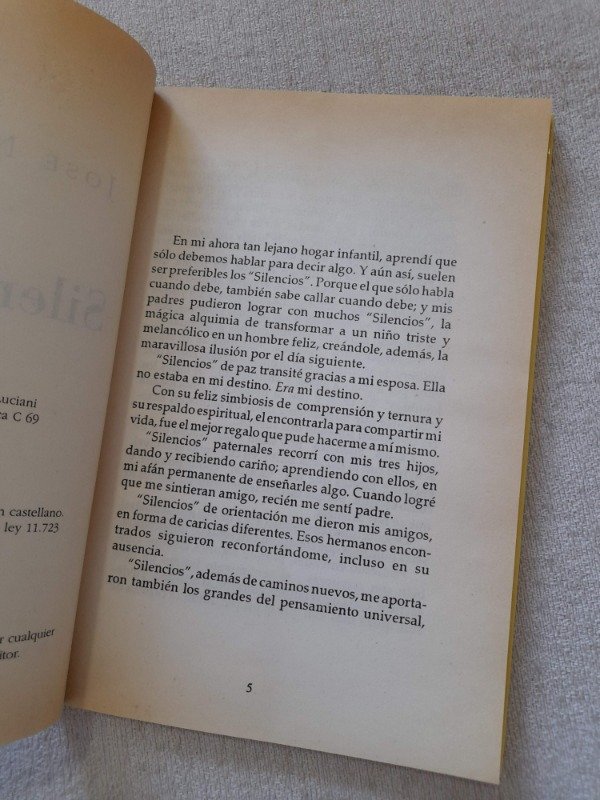 JOSE N
Silen
Luciani
ra C 69
n castellano.
ley 11.723
r cualquier
itor.
En mi ahora tan lejano hogar infantil, aprendí que
sólo debemos hablar para decir algo. Y aún así, suelen
ser preferibles los “Silencios”. Porque el que sólo habla
cuando debe, también sabe callar cuando debe; y mis
padres pudieron lograr con muchos “Silencios”, la
mágica alquimia de transformar a un niño triste y
melancólico en un hombre feliz, creándole, además, la
maravillosa ilusión por el día siguiente.
“Silencios” de paz transité gracias a mi esposa. Ella
no estaba en mi destino. Era mi destino.
Con su feliz simbiosis de comprensión y ternura y
su respaldo espiritual, el encontrarla para compartir mi
vida, fue el mejor regalo que pude hacerme a mí mismo.
“Silencios” paternales recorrí con mis tres hijos,
dando y recibiendo cariño; aprendiendo con ellos, en
mi afán permanente de enseñarles algo. Cuando logré
que me sintieran amigo, recién me sentí padre.
“Silencios” de orientación me dieron mis amigos,
en forma de caricias diferentes. Esos hermanos encon-
trados siguieron reconfortándome, incluso en su
ausencia.
“Silencios”, además de caminos nuevos, me aporta-
ron también los grandes del pensamiento universal,
5